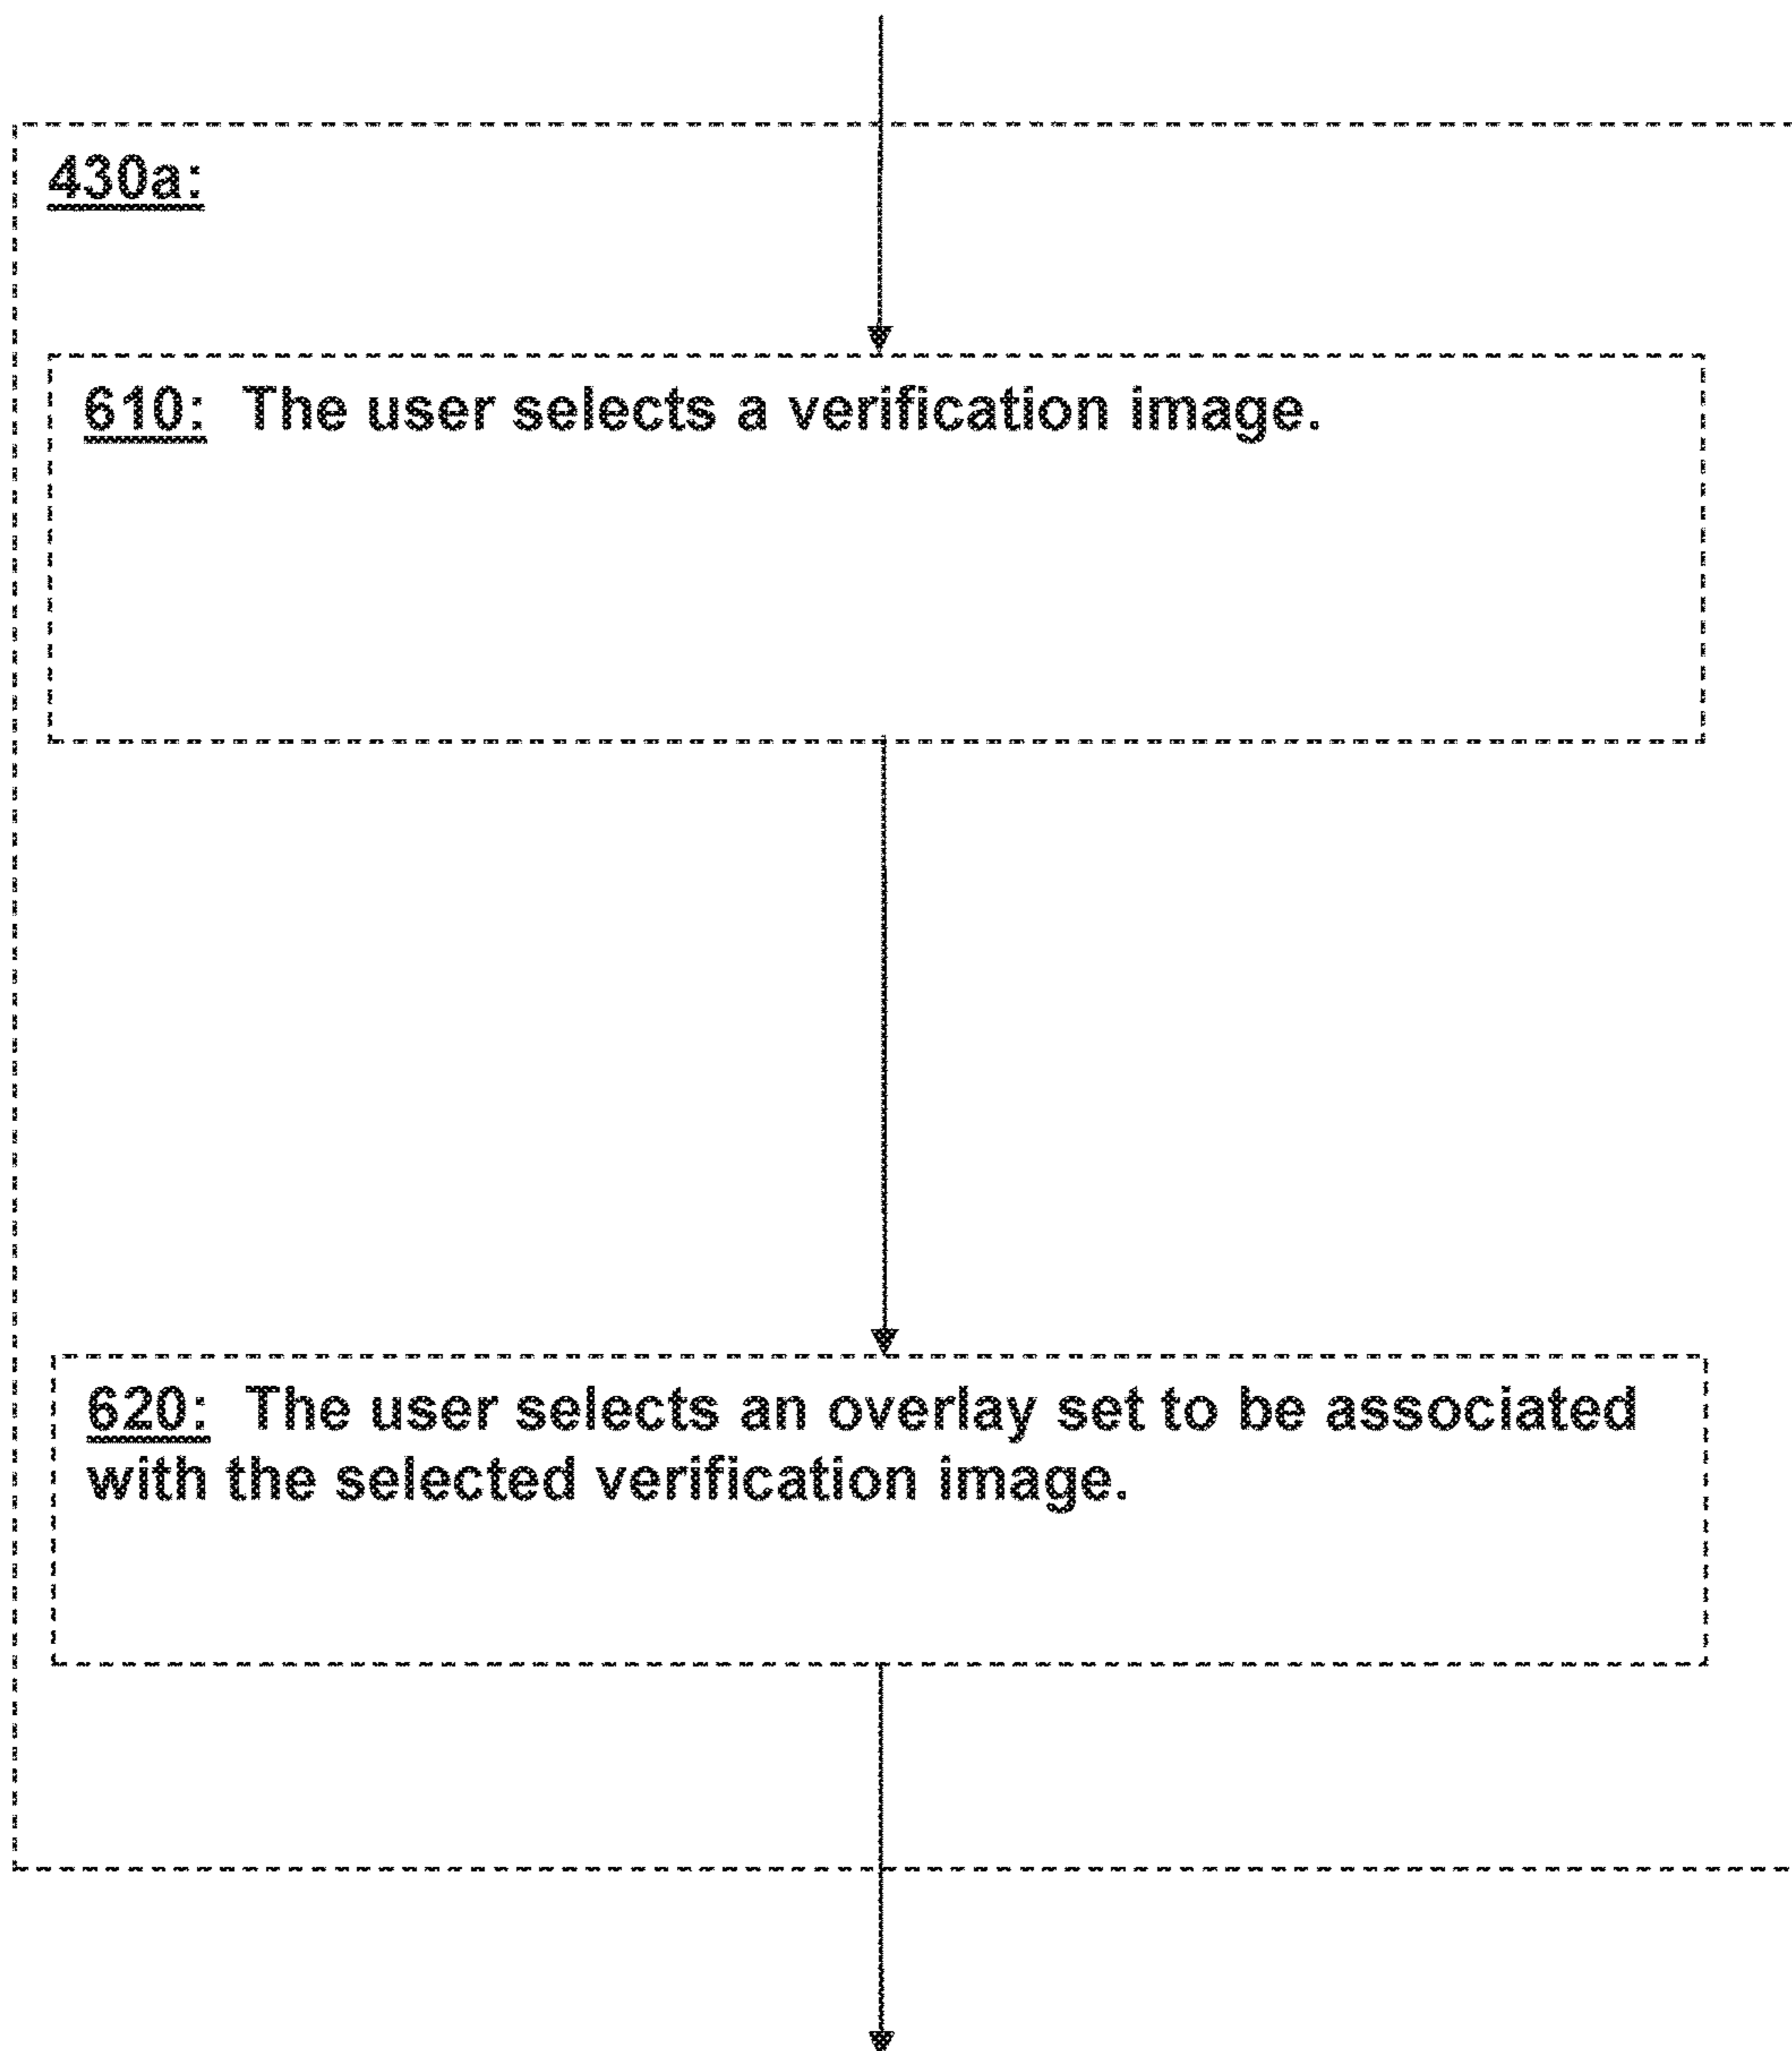 430a:
610: The user selects a verification image.
620: The user selects an overlay set to be associated
with the selected verification image.